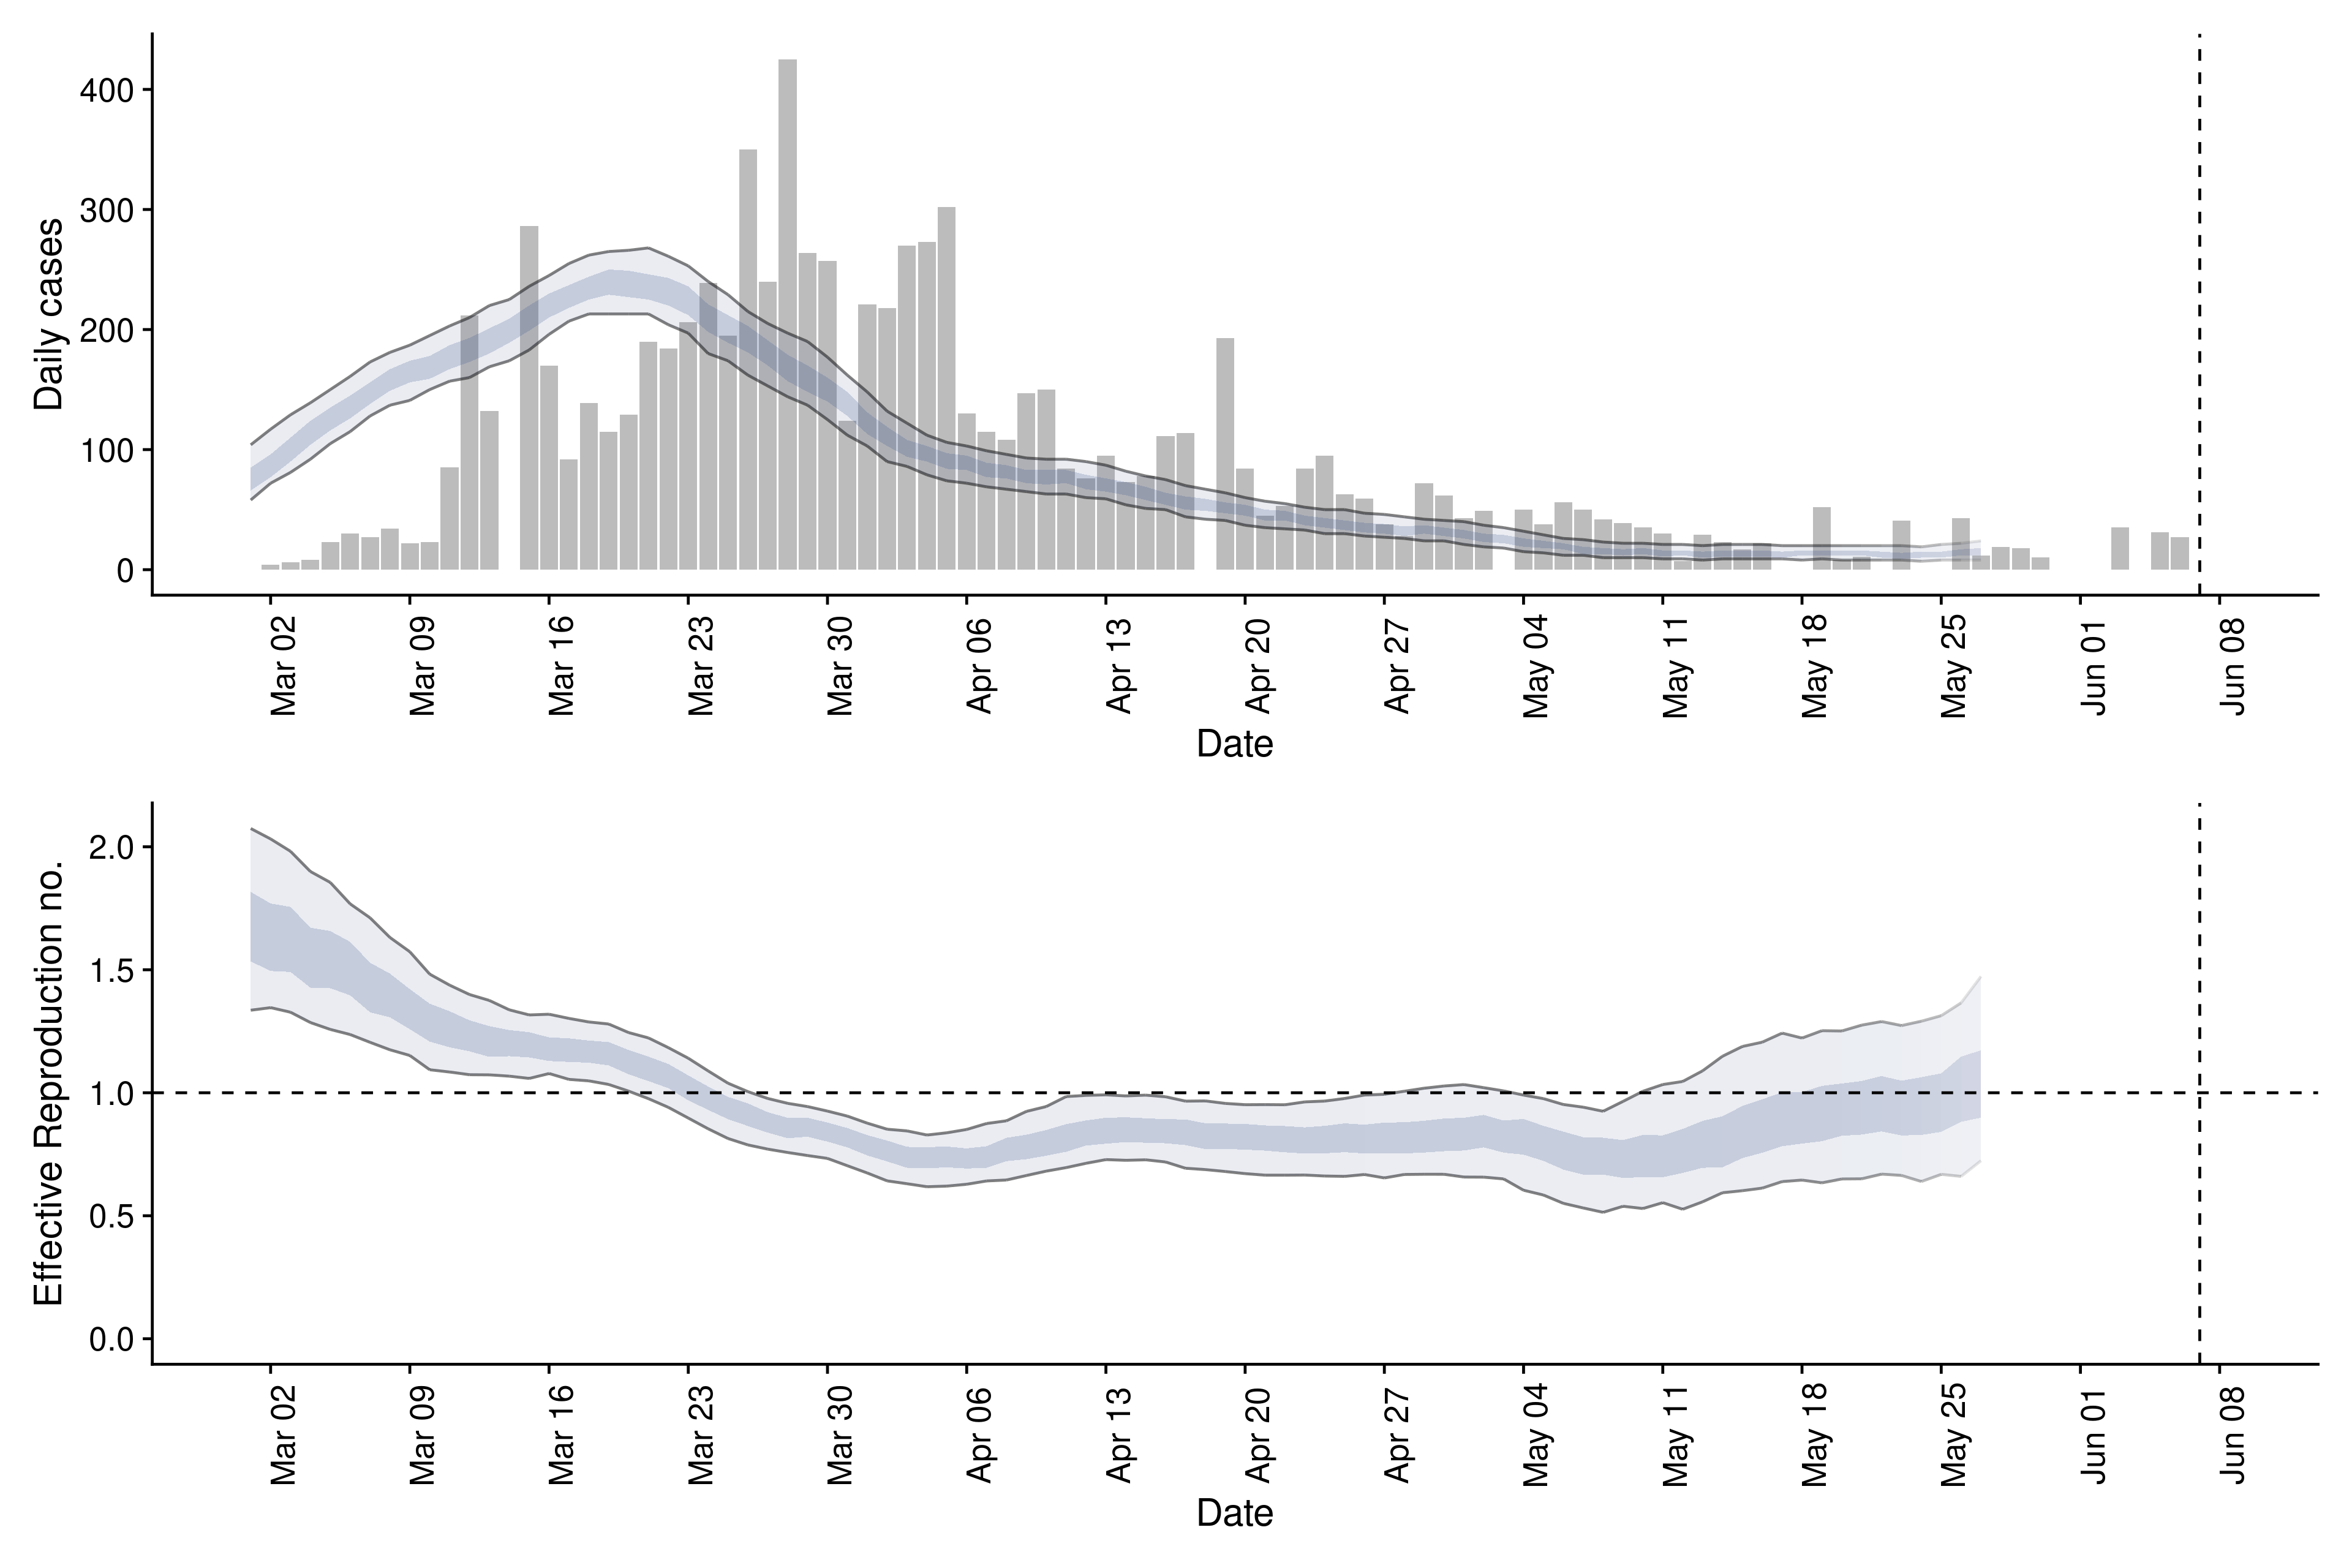 Daily cases
400
300
200
100
0
Mar 02
Mar 09
Mar 16
Mar 23
Mar 30
Apr 06
Apr 13
Apr 20
Apr 27
May 04
May 11
May 18
May 25
Jun 01
Jun 08
Date
Effective Reproduction no.
2.0
1.5
1.0
0.5
0.0
Mar 02
Mar 09
Mar 16
Mar 23
Mar 30
Apr 06
Apr 13
Apr 20
Apr 27
May 04
May 11
May 18
May 25
Jun 01
Jun 08
Date